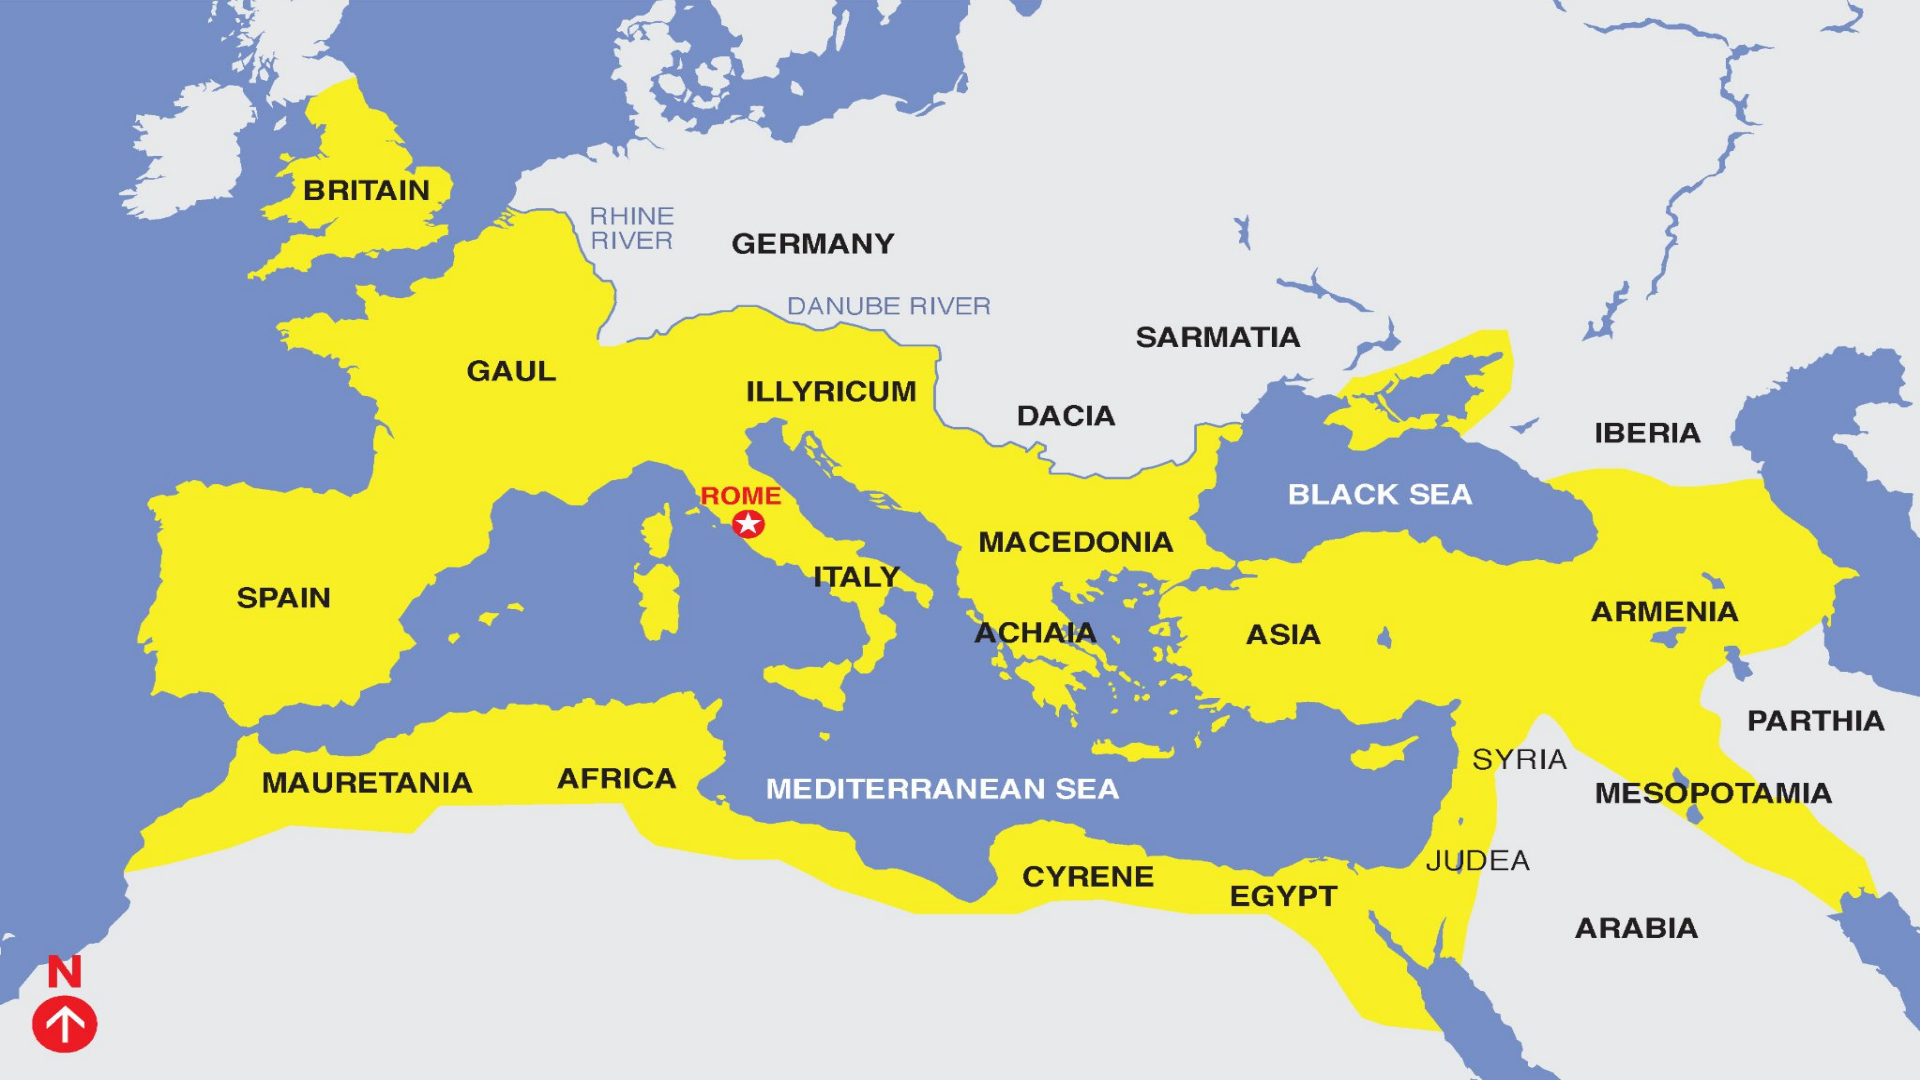 BRITAIN
RHINE
RIVER
GERMANY
DANUBE RIVER
SARMATIA
GAUL
ILLYRICUM
DACIA
IBERIA
ROME
BLACK SEA
MACEDONIA
ITALY
SPAIN
ARMENIA
ACHAIA
ASIA
PARTHIA
SYRIA
MAURETANIA
AFRICA
MEDITERRANEAN SEA
MESOPOTAMIA
JUDEA
CYRENE
EGYPT
ARABIA
N